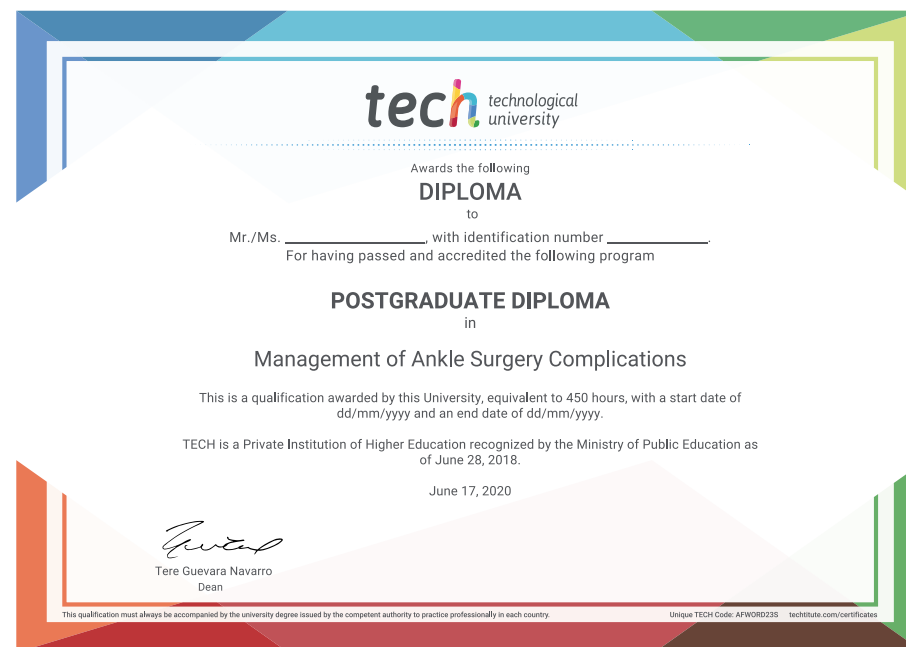 tech technological
university
Awards the following
DIPLOMA
to
Mr./Ms. ____________________, with identification number ______________.
For having passed and accredited the following program
POSTGRADUATE DIPLOMA
in
Management of Ankle Surgery Complications
This is a qualification awarded by this University, equivalent to 450 hours, with a start date of
dd/mm/yyyy and an end date of dd/mm/yyyy.
TECH is a Private Institution of Higher Education recognized by the Ministry of Public Education as
of June 28, 2018.
June 17, 2020
Tere Guevara Navarro
Dean
This qualification must always be accompanied by the university degree issued by the competent authority to practice professionally in each country. Unique TECH Code: AFWORD23S techtitute.com/certificates